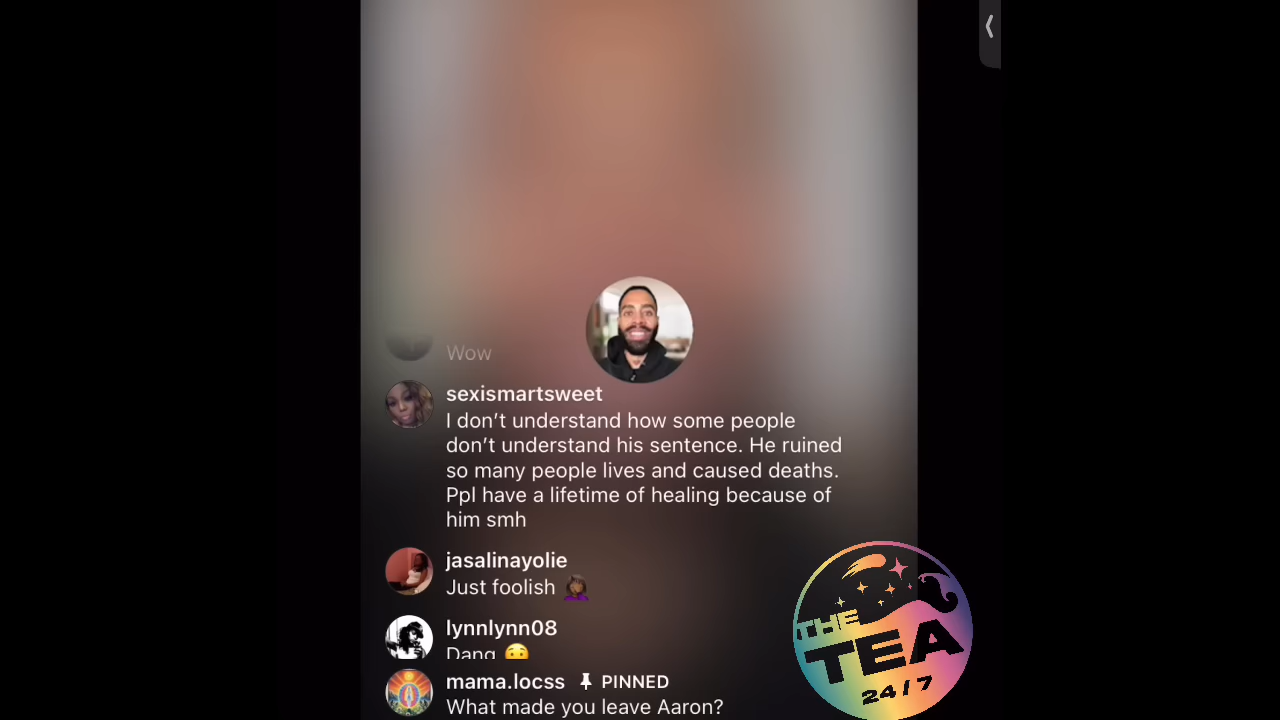 Wow
sexismartsweet
I don’t understand how some people
don’t understand his sentence. He ruined
so many people lives and caused deaths.
Ppl have a lifetime of healing because of
him smh
jasalinayolie
Just foolish 🤦🏾‍♀️
lynnlynn08
Dang 🫤
mama.locss PINNED
What made you leave Aaron?
THE
TEA
24/7